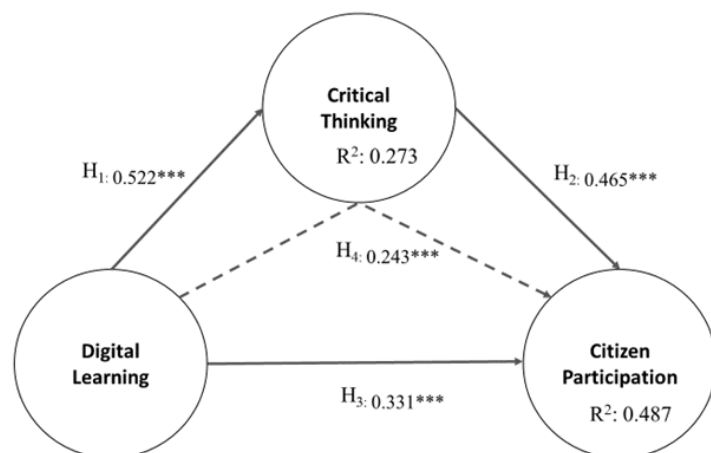 Critical
Thinking
R²: 0.273
H₁: 0.522***
H₂: 0.465***
H₄: 0.243***
Digital
Learning
Citizen
Participation
R²: 0.487
H₃: 0.331***